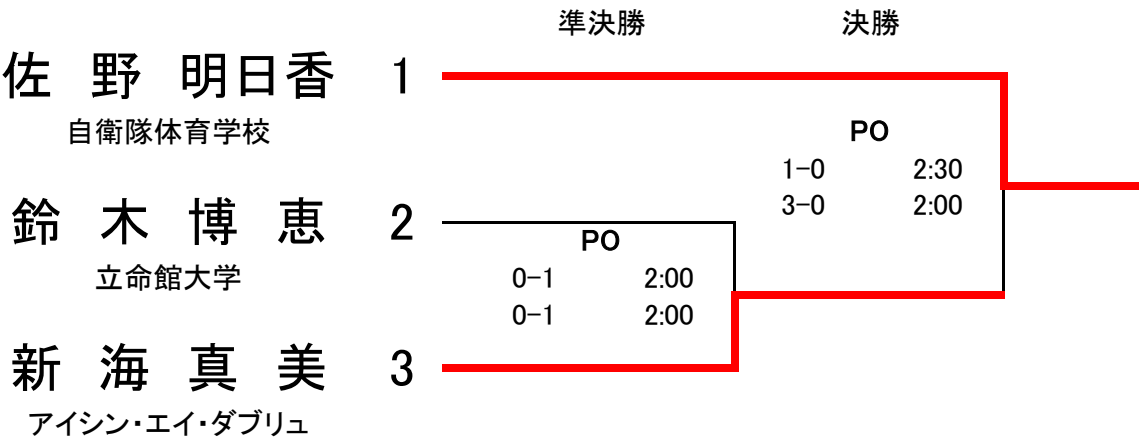 準決勝 決勝
佐 野 明日香 1
自衛隊体育学校
PO
1-0 2:30
3-0 2:00
鈴 木 博 恵 2
立命館大学
PO
0-1 2:00
0-1 2:00
新 海 真 美 3
アイシン・エイ・ダブリュ